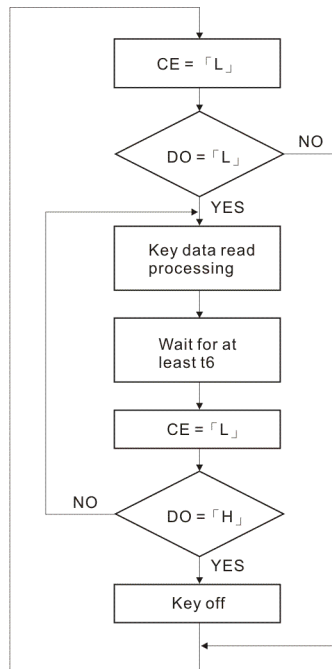 CE = 「L」
DO = 「L」
NO
YES
Key data read
processing
Wait for at
least t6
CE = 「L」
DO = 「H」
NO
YES
Key off